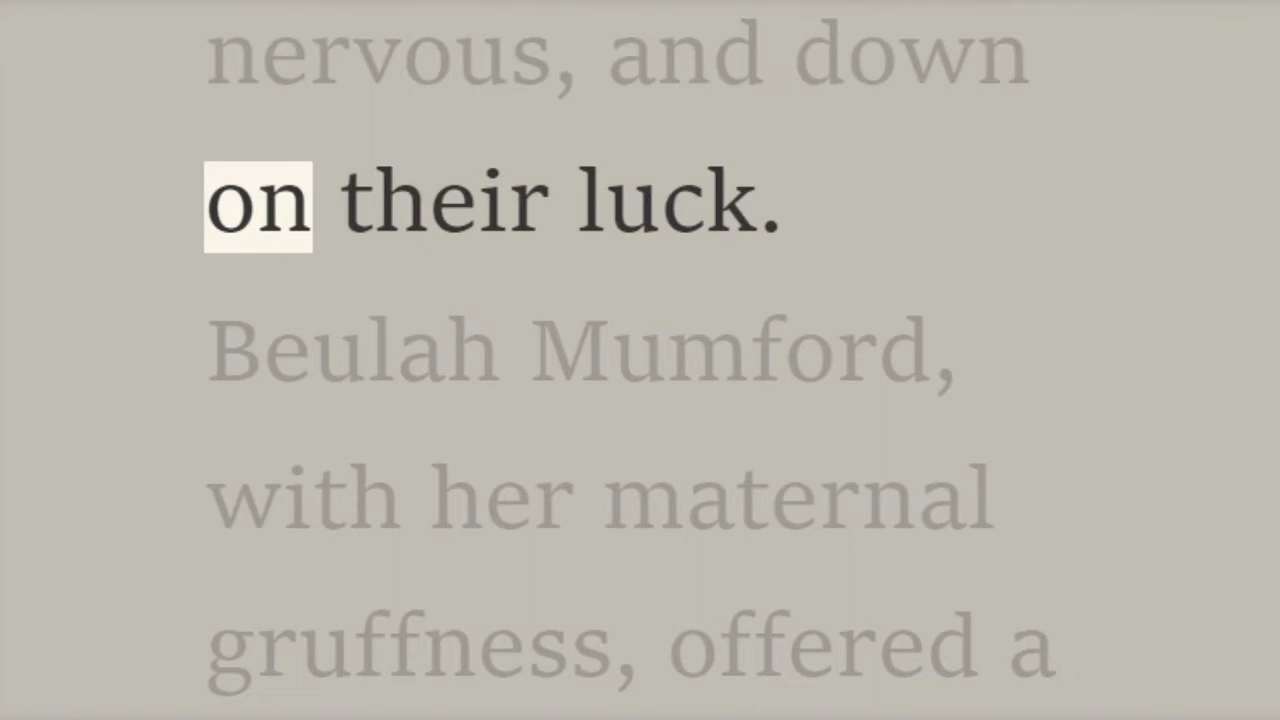 nervous, and down
on their luck.
Beulah Mumford,
with her maternal
gruffness, offered a